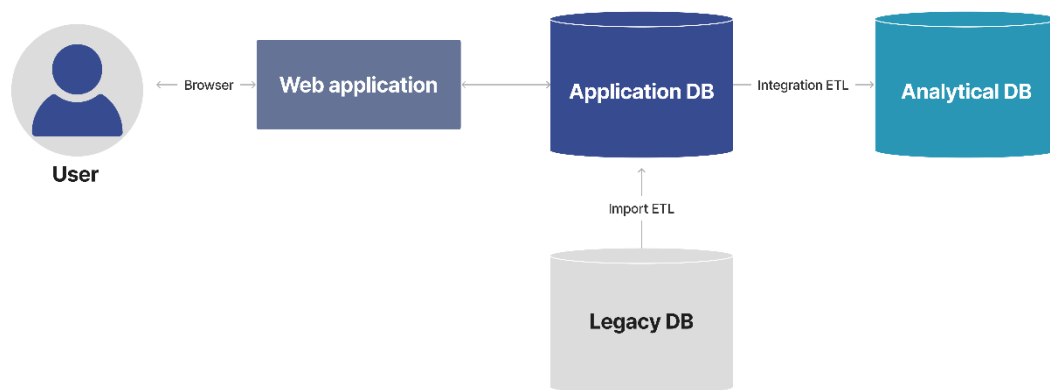 Browser
Web application
Application DB
Integration ETL
Analytical DB
User
Import ETL
Legacy DB